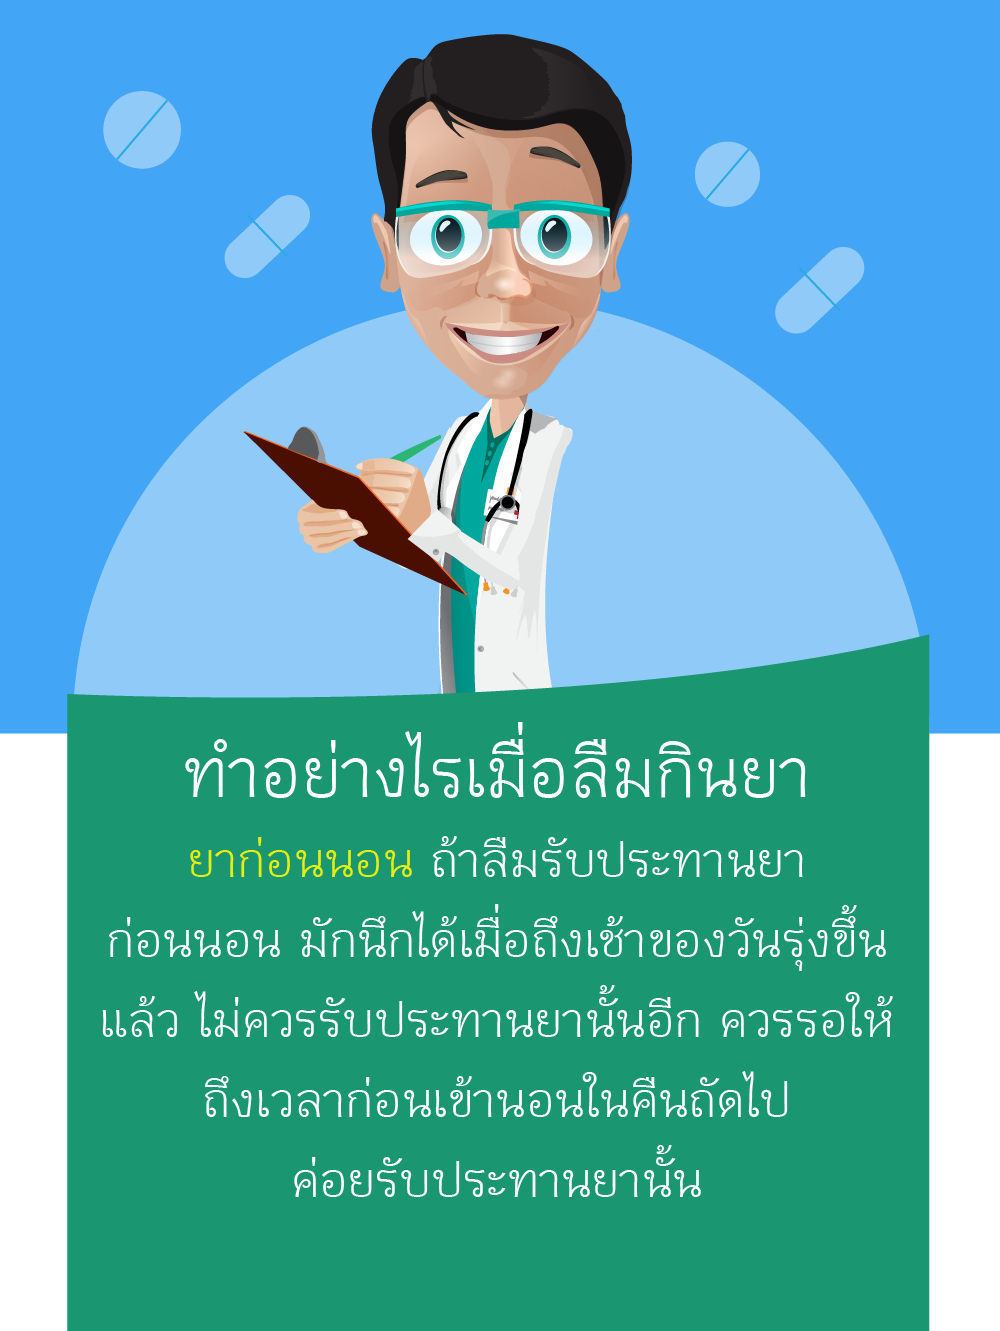 ทำอย่างไรเมื่อลืมกินยา
ยาก่อนนอน ถ้าลืมรับประทานยา
ก่อนนอน มักนึกได้เมื่อถึงเช้าของวันรุ่งขึ้น
แล้ว ไม่ควรรับประทานยานั้นอีก ควรรอให้
ถึงเวลาก่อนเข้านอนในคืนถัดไป
ค่อยรับประทานยานั้น